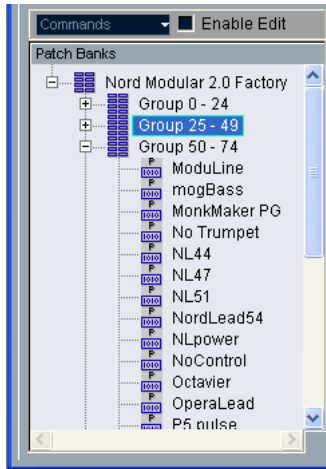 Commands
Enable Edit
Patch Banks
Nord Modular 2.0 Factory
Group 0 - 24
Group 25 - 49
Group 50 - 74
ModuLine
mogBass
MonkMaker PG
No Trumpet
NL44
NL47
NL51
NordLead54
NLpower
NoControl
Octavier
OperaLead
P5 pulse